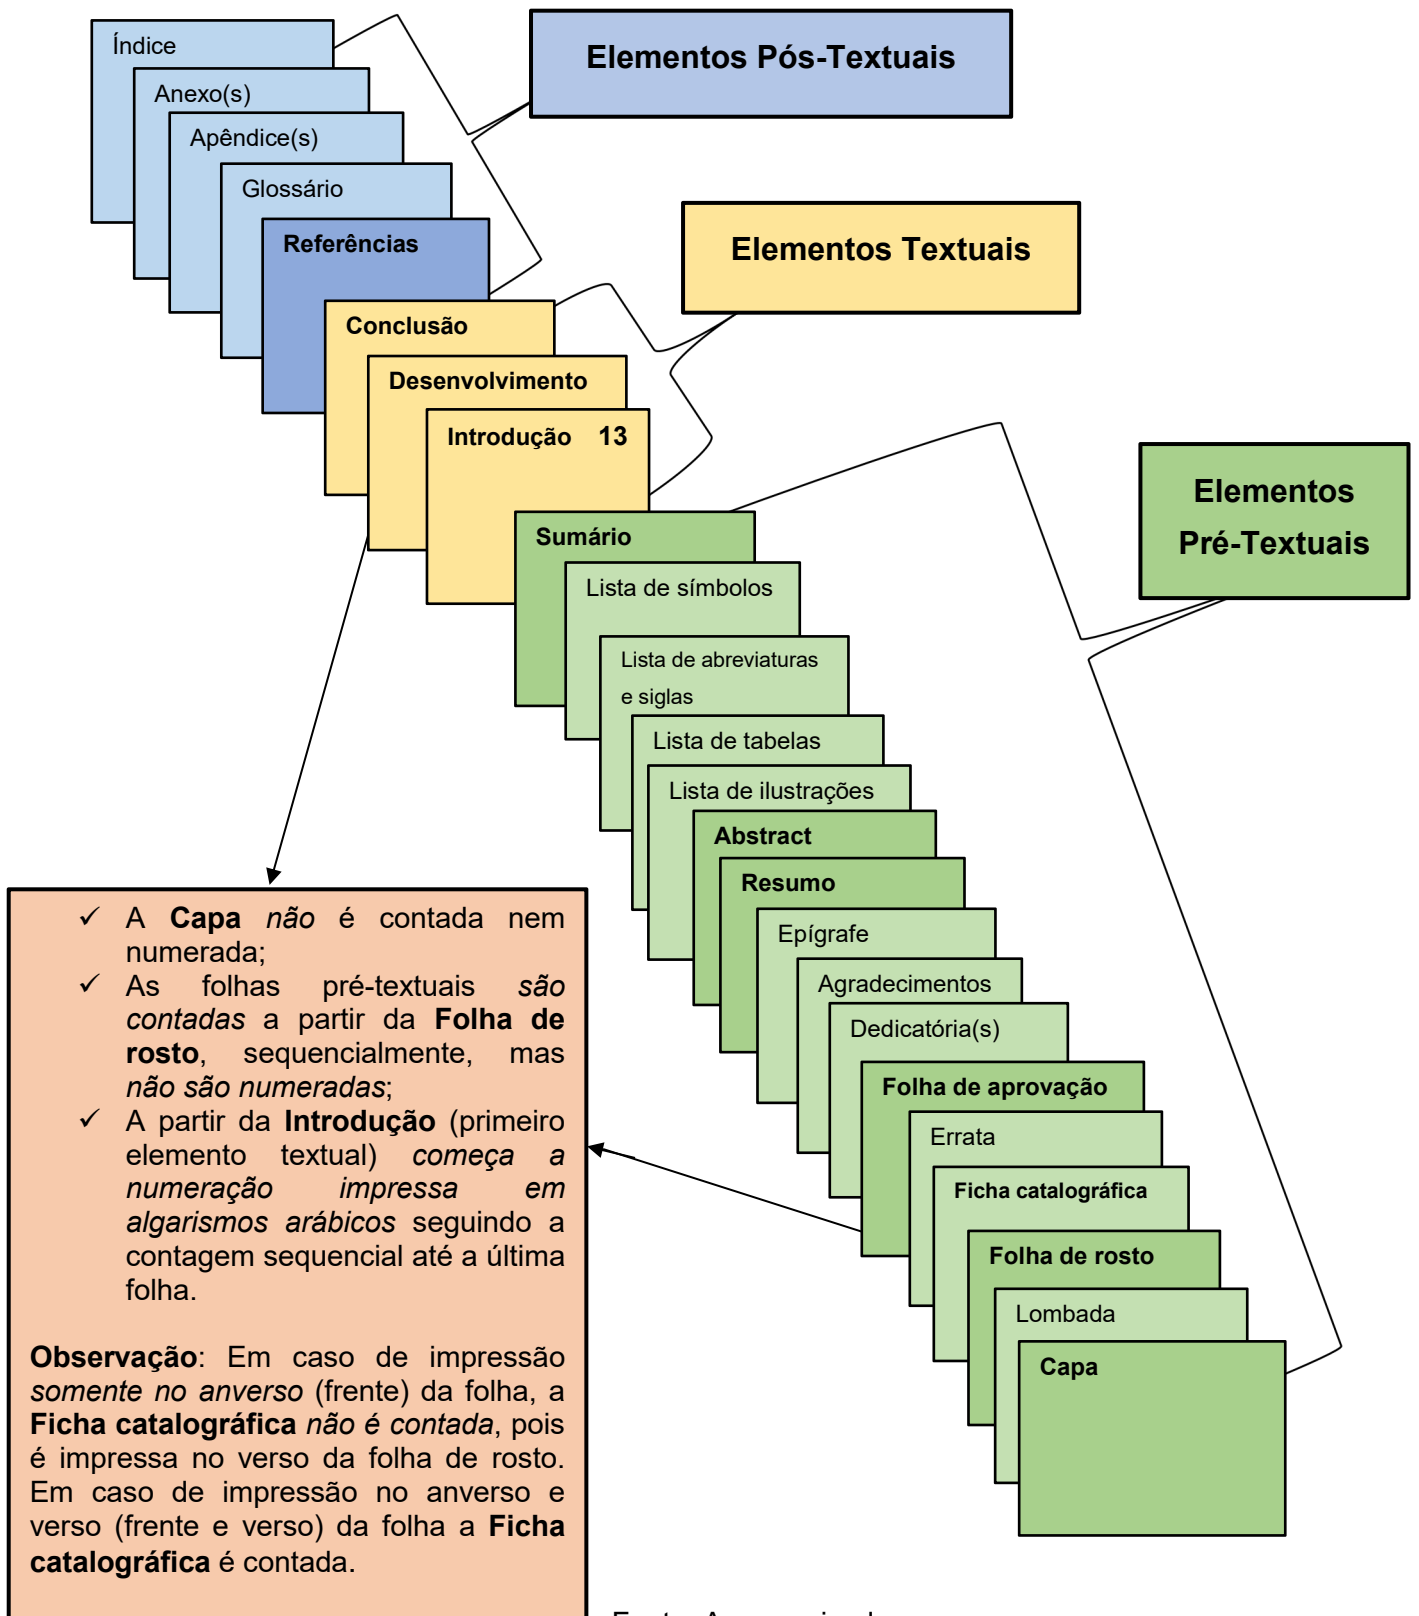 Índice
Anexo(s)
Apêndice(s)
Glossário
Referências
Conclusão
Desenvolvimento
Introdução 13
Elementos Pós-Textuais
Elementos Textuais
Elementos
Pré-Textuais
Sumário
Lista de símbolos
Lista de abreviaturas
e siglas
Lista de tabelas
Lista de ilustrações
Abstract
Resumo
Epígrafe
Agradecimentos
Dedicatória(s)
Folha de aprovação
Errata
Ficha catalográfica
Folha de rosto
Lombada
Capa
✓ A Capa não é contada nem
numerada;
✓ As folhas pré-textuais são
contadas a partir da Folha de
rosto, sequencialmente, mas
não são numeradas;
✓ A partir da Introdução (primeiro
elemento textual) começa a
numeração impressa em
algarismos arábicos seguindo a
contagem sequencial até a última
folha.
Observação: Em caso de impressão
somente no anverso (frente) da folha, a
Ficha catalográfica não é contada, pois
é impressa no verso da folha de rosto.
Em caso de impressão no anverso e
verso (frente e verso) da folha a Ficha
catalográfica é contada.